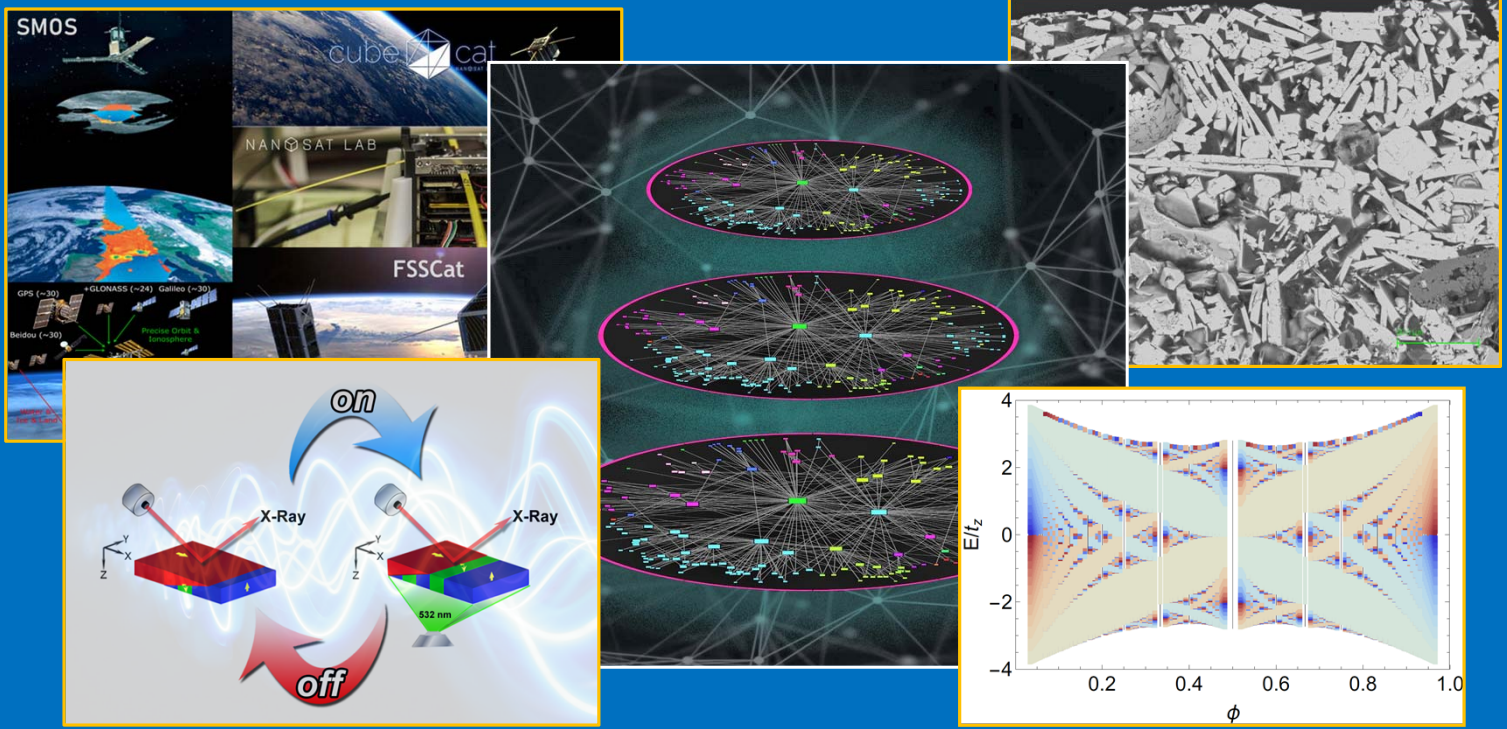 SMOS
cube cat
NANOSAT LAB
FSSCat
GPS (~30)
+GLONASS (~24)
Galileo (~30)
Beidou (~30)
Precise Orbit &
Ionosphere
on
X-Ray
X-Ray
Y
X
Z
Y
X
Z
532 nm
off
4
2
0
−2
−4
E/t_z
0.2
0.4
0.6
0.8
1.0
ϕ